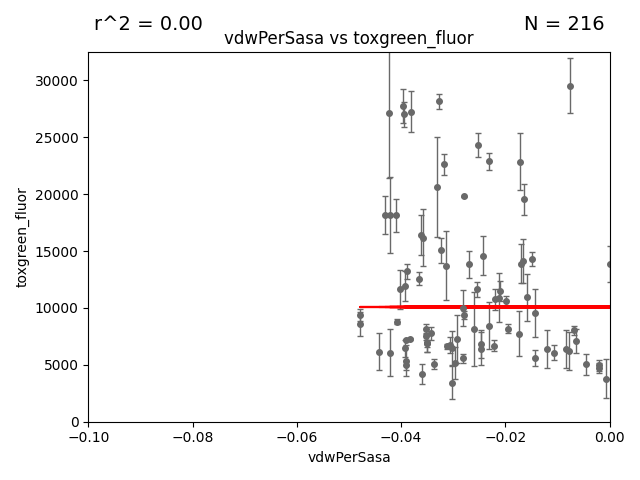 r^2 = 0.00
N = 216
vdwPerSasa vs toxgreen_fluor
30000
25000
20000
15000
10000
5000
0
toxgreen_fluor
−0.10
−0.08
−0.06
−0.04
−0.02
0.00
vdwPerSasa